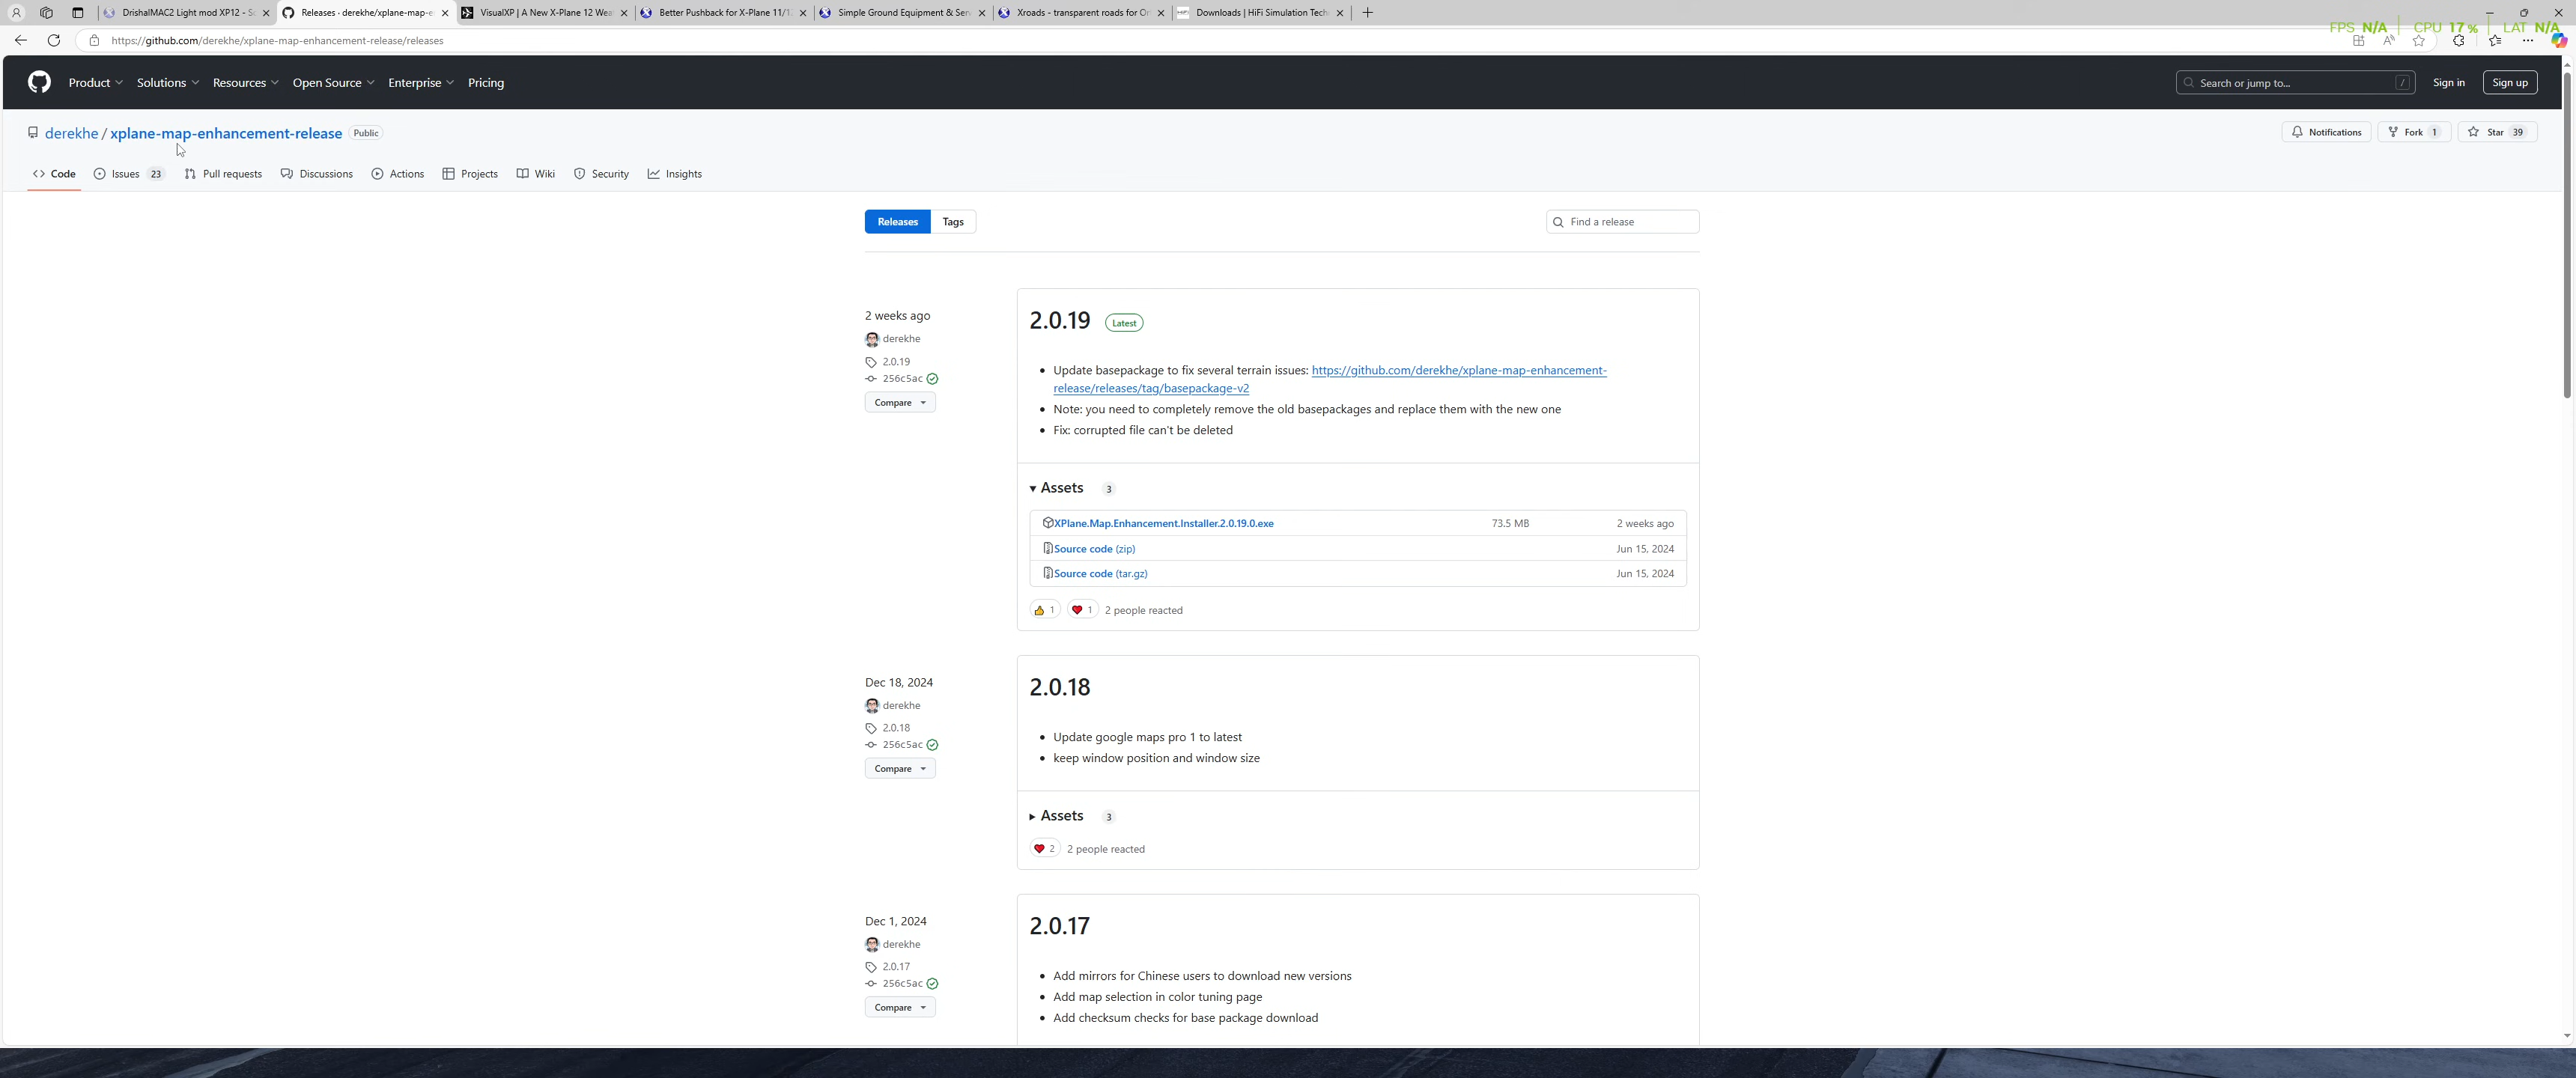 DrishalMAC2 Light mod XP12 - Sc
Releases · derekhe/xplane-map-e
VisualXP | A New X-Plane 12 Wea
Better Pushback for X-Plane 11/1
Simple Ground Equipment & Serv
Xroads - transparent roads for Or
Downloads | HiFi Simulation Tech
FPS N/A CPU 17 % LAT N/A
https://github.com/derekhe/xplane-map-enhancement-release/releases
Product Solutions Resources Open Source Enterprise Pricing
Search or jump to... / Sign in Sign up
derekhe / xplane-map-enhancement-release Public
Notifications Fork 1 Star 39
Code Issues 23 Pull requests Discussions Actions Projects Wiki Security Insights
Releases Tags
Find a release
2 weeks ago
derekhe
2.0.19
256c5ac
Compare
2.0.19 Latest
Update basepackage to fix several terrain issues: https://github.com/derekhe/xplane-map-enhancement-
release/releases/tag/basepackage-v2
Note: you need to completely remove the old basepackages and replace them with the new one
Fix: corrupted file can't be deleted
Assets 3
XPlane.Map.Enhancement.Installer.2.0.19.0.exe 73.5 MB 2 weeks ago
Source code (zip) Jun 15, 2024
Source code (tar.gz) Jun 15, 2024
1 1 2 people reacted
Dec 18, 2024
derekhe
2.0.18
256c5ac
Compare
2.0.18
Update google maps pro 1 to latest
keep window position and window size
Assets 3
2 2 people reacted
Dec 1, 2024
derekhe
2.0.17
256c5ac
Compare
2.0.17
Add mirrors for Chinese users to download new versions
Add map selection in color tuning page
Add checksum checks for base package download